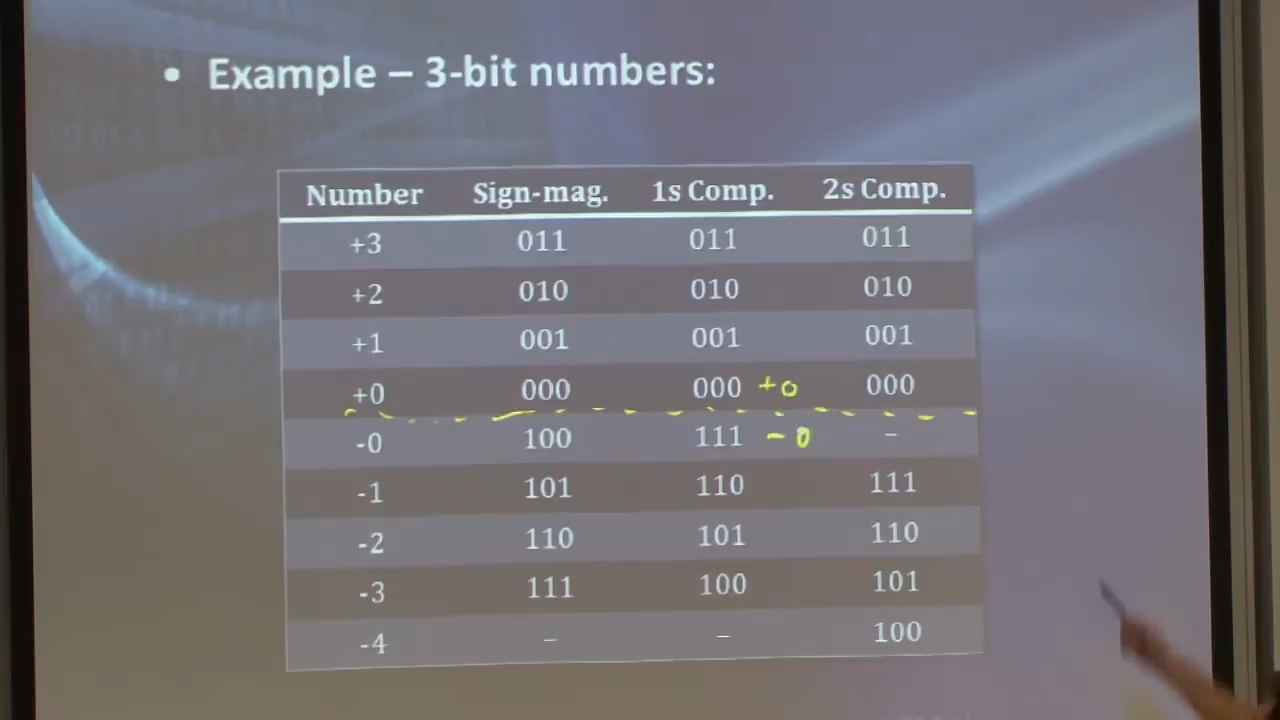 • Example – 3-bit numbers:
Number Sign-mag. 1s Comp. 2s Comp.
+3 011 011 011
+2 010 010 010
+1 001 001 001
+0 000 000 +0 000
-0 100 111 -0 –
-1 101 110 111
-2 110 101 110
-3 111 100 101
-4 – – 100